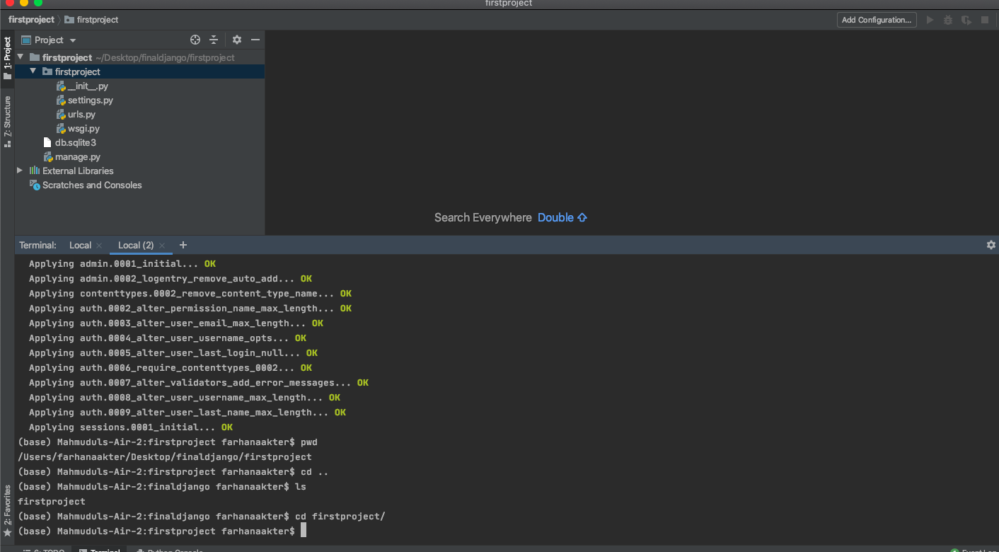 firstproject
firstproject firstproject Add Configuration...
1: Project
Project
firstproject ~/Desktop/finaldjango/firstproject
firstproject
__init__.py
settings.py
urls.py
wsgi.py
db.sqlite3
manage.py
External Libraries
Scratches and Consoles
Z: Structure
Search Everywhere Double
Terminal: Local × Local (2) × +
Applying admin.0001_initial... OK
Applying admin.0002_logentry_remove_auto_add... OK
Applying contenttypes.0002_remove_content_type_name... OK
Applying auth.0002_alter_permission_name_max_length... OK
Applying auth.0003_alter_user_email_max_length... OK
Applying auth.0004_alter_user_username_opts... OK
Applying auth.0005_alter_user_last_login_null... OK
Applying auth.0006_require_contenttypes_0002... OK
Applying auth.0007_alter_validators_add_error_messages... OK
Applying auth.0008_alter_user_username_max_length... OK
Applying auth.0009_alter_user_last_name_max_length... OK
Applying sessions.0001_initial... OK
(base) Mahmuduls-Air-2:firstproject farhanaakter$ pwd
/Users/farhanaakter/Desktop/finaldjango/firstproject
(base) Mahmuduls-Air-2:firstproject farhanaakter$ cd ..
(base) Mahmuduls-Air-2:finaldjango farhanaakter$ ls
firstproject
(base) Mahmuduls-Air-2:finaldjango farhanaakter$ cd firstproject/
(base) Mahmuduls-Air-2:firstproject farhanaakter$
2: Favorites
6: TODO Terminal Python Console Event Log